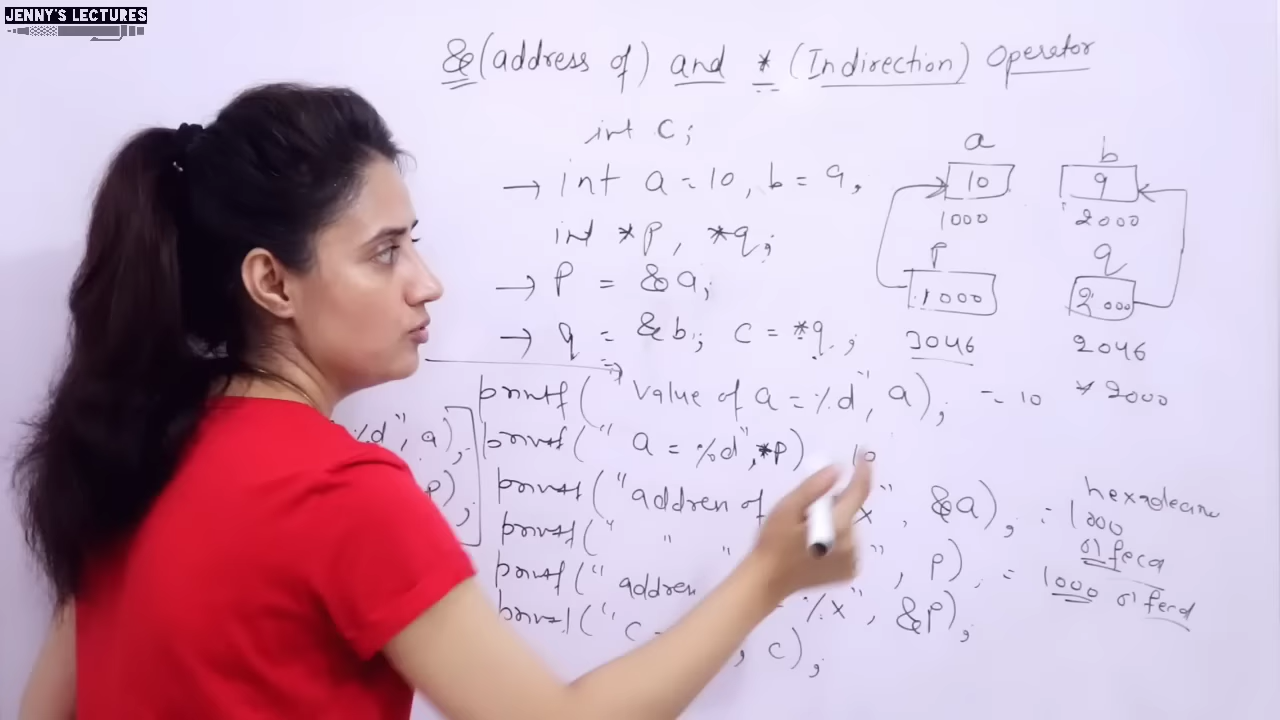 JENNY'S LECTURES
& (address of) and * (Indirection) Operator
int c;
→ int a = 10, b = 9,
int *p, *q;
→ p = &a;
→ q = &b; c = *q;
printf("value of a = %d", a); = 10
printf(" a = %d", *p) 10
printf("address of x", &a); = 1000
printf(" " " ", p), = 1000
printf("address = %x", &p);
printf("c = , c);
%d", a),
p),
a
10
1000
b
9
2000
p
1000
3046
q
2000
2046
* 2000